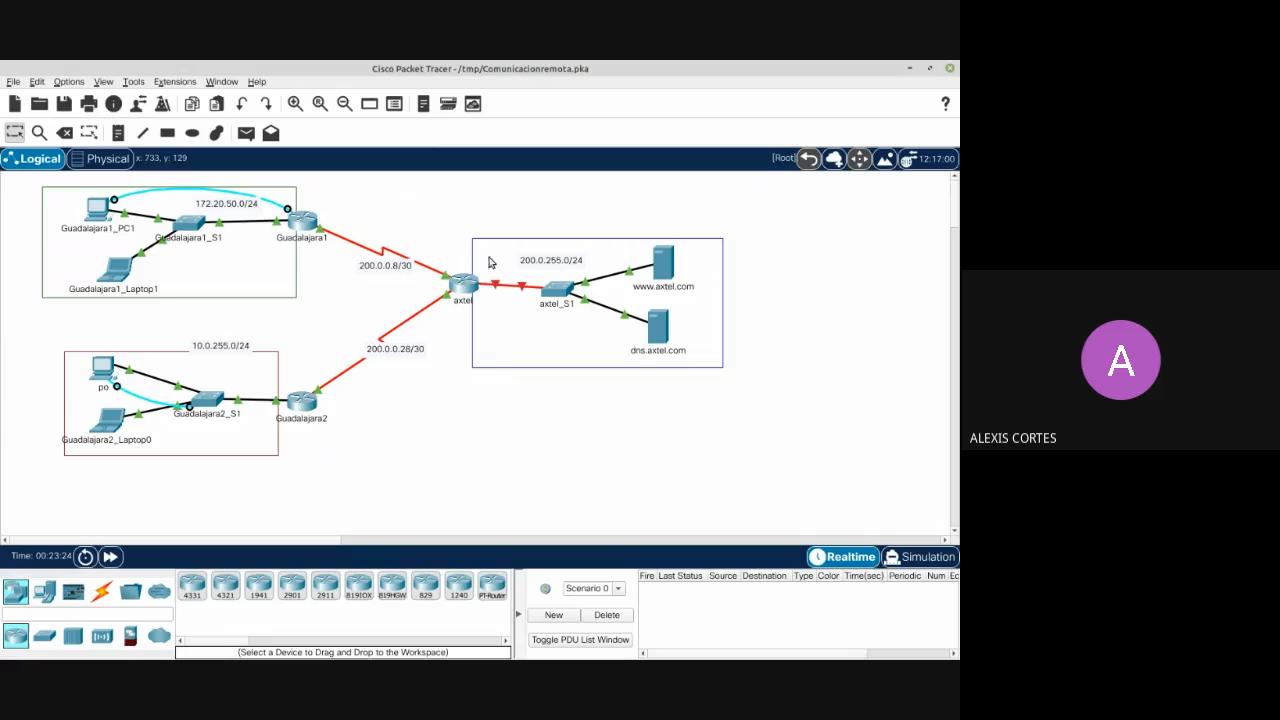 Cisco Packet Tracer - /tmp/Comunicacionremota.pka
File Edit Options View Tools Extensions Window Help
?
Logical Physical x: 733, y: 129 [Root] 12:17:00
172.20.50.0/24
Guadalajara1_PC1
Guadalajara1_S1
Guadalajara1
Guadalajara1_Laptop1
200.0.0.8/30
200.0.255.0/24
www.axtel.com
axtel
axtel_S1
dns.axtel.com
10.0.255.0/24
200.0.0.28/30
po
Guadalajara2_S1
Guadalajara2
Guadalajara2_Laptop0
A
ALEXIS CORTES
Time: 00:23:24 Realtime Simulation
4331 4321 1941 2901 2911 819IOX 819HGW 829 1240 PT-Router
Scenario 0
New Delete
Toggle PDU List Window
Fire Last Status Source Destination Type Color Time(sec) Periodic Num Ec
(Select a Device to Drag and Drop to the Workspace)